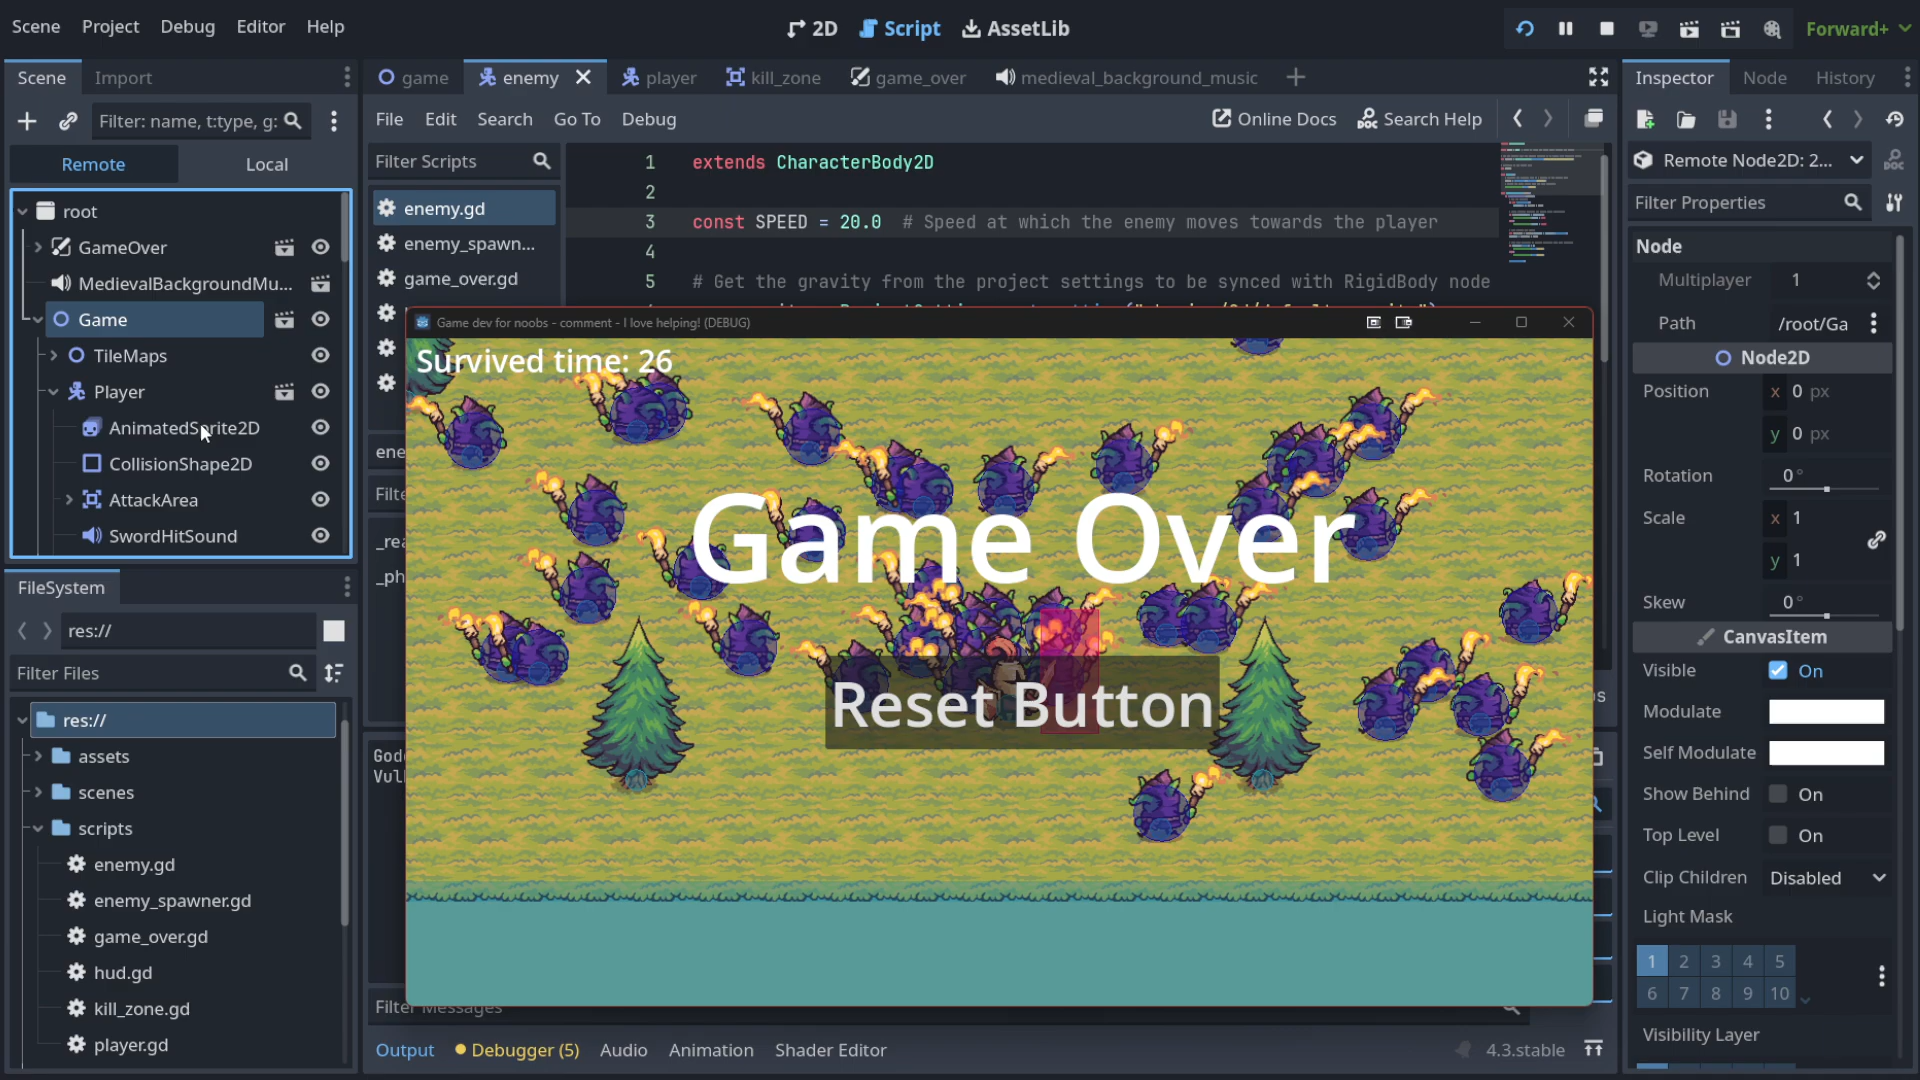 Scene Project Debug Editor Help
2D Script AssetLib
Forward+
Scene Import
game enemy player kill_zone game_over medieval_background_music
Inspector Node History
Filter: name, t:type, g:
File Edit Search Go To Debug
Online Docs Search Help
Remote Local
Filter Scripts
Remote Node2D: 2...
Filter Properties
root
GameOver
MedievalBackgroundMu...
Game
TileMaps
Player
AnimatedSprite2D
CollisionShape2D
AttackArea
SwordHitSound
enemy.gd
enemy_spawn...
game_over.gd
ene
Filte
_rea
_ph
1 extends CharacterBody2D
2
3 const SPEED = 20.0 # Speed at which the enemy moves towards the player
4
5 # Get the gravity from the project settings to be synced with RigidBody node
Game dev for noobs - comment - I love helping! (DEBUG)
Survived time: 26
Game Over
Reset Button
FileSystem
res://
Filter Files
res://
assets
scenes
scripts
enemy.gd
enemy_spawner.gd
game_over.gd
hud.gd
kill_zone.gd
player.gd
Godo
Vul
Filter Messages
Output Debugger (5) Audio Animation Shader Editor
4.3.stable
Node
Multiplayer 1
Path /root/Ga
Node2D
Position x 0 px
y 0 px
Rotation 0 °
Scale x 1
y 1
Skew 0 °
CanvasItem
Visible On
Modulate
Self Modulate
Show Behind On
Top Level On
Clip Children Disabled
Light Mask
1 2 3 4 5
6 7 8 9 10
Visibility Layer